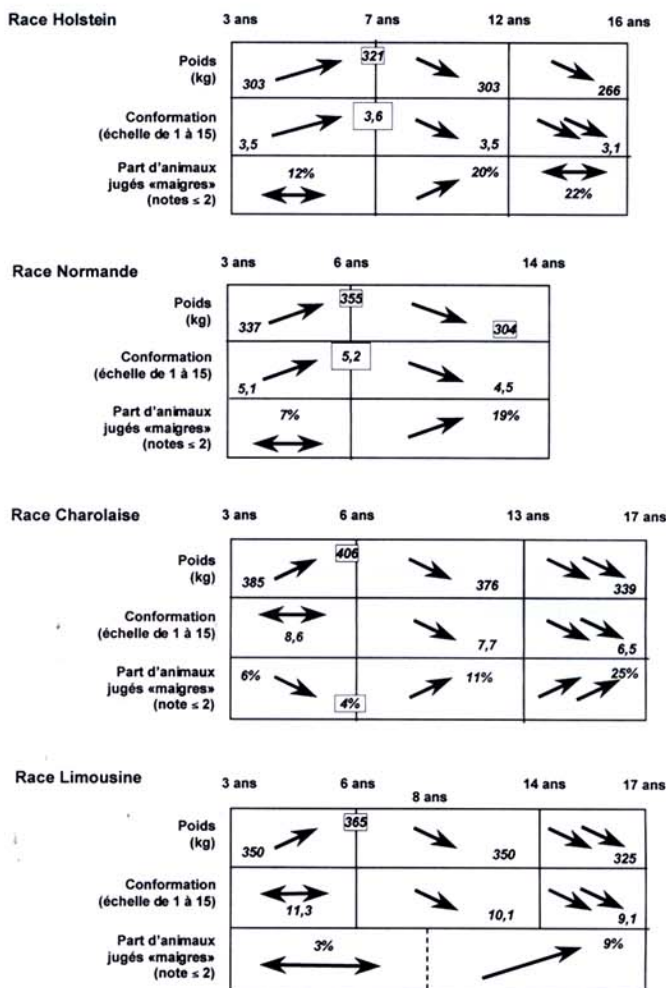 Race Holstein
3 ans 7 ans 12 ans 16 ans
Poids
(kg)
303 321 303 266
Conformation
(échelle de 1 à 15)
3,5 3,6 3,5 3,1
Part d'animaux
jugés «maigres»
(notes ≤ 2)
12% 20% 22%
Race Normande
3 ans 6 ans 14 ans
Poids
(kg)
337 355 304
Conformation
(échelle de 1 à 15)
5,1 5,2 4,5
Part d'animaux
jugés «maigres»
(notes ≤ 2)
7% 19%
Race Charolaise
3 ans 6 ans 13 ans 17 ans
Poids
(kg)
385 406 376 339
Conformation
(échelle de 1 à 15)
8,6 7,7 6,5
Part d'animaux
jugés «maigres»
(note ≤ 2)
6% 4% 11% 25%
Race Limousine
3 ans 6 ans 8 ans 14 ans 17 ans
Poids
(kg)
350 365 350 325
Conformation
(échelle de 1 à 15)
11,3 10,1 9,1
Part d'animaux
jugés «maigres»
(note ≤ 2)
3% 9%